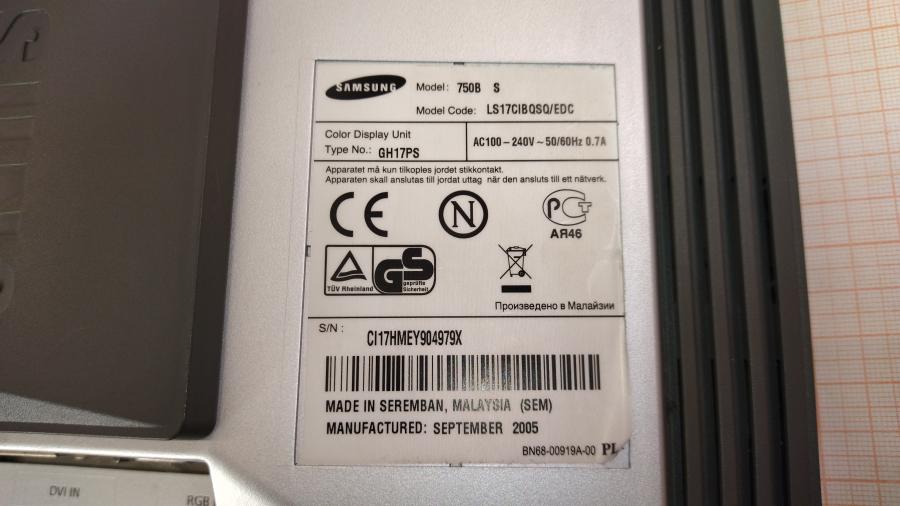 SAMSUNG
Model: 750B S
Model Code: LS17CIBQSQ/EDC
Color Display Unit
Type No.: GH17PS
AC100-240V~50/60Hz 0.7A
Apparatet må kun tilkoples jordet stikkontakt.
Apparaten skall anslutas till jordat uttag när den ansluts till ett nätverk.
CE
N
РСТ
АЯ46
TÜV Rheinland
GS
geprüfte
Sicherheit
Произведено в Малайзии
S/N :
CI17HMEY904979X
MADE IN SEREMBAN, MALAYSIA (SEM)
MANUFACTURED: SEPTEMBER 2005
BN68-00919A-00 PL
DVI IN
RGB